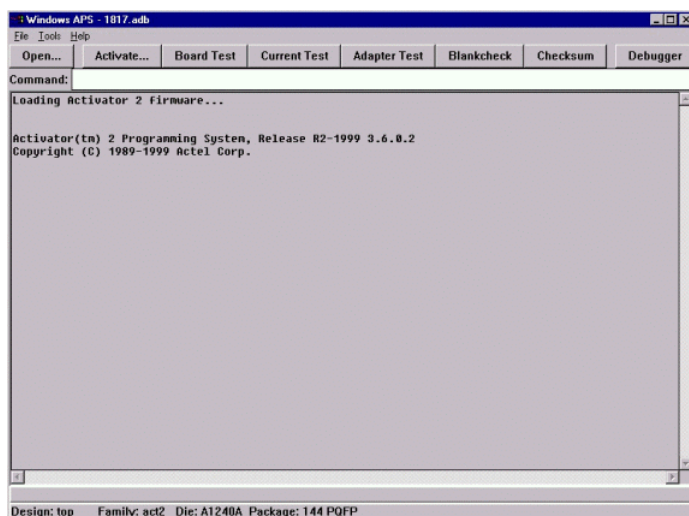 Windows APS - 1817.adb
File Tools Help
Open... Activate... Board Test Current Test Adapter Test Blankcheck Checksum Debugger
Command:
Loading Activator 2 firmware...
Activator(tm) 2 Programming System, Release R2-1999 3.6.0.2
Copyright (C) 1989-1999 Actel Corp.
Design: top Family: act2 Die: A1240A Package: 144 PQFP